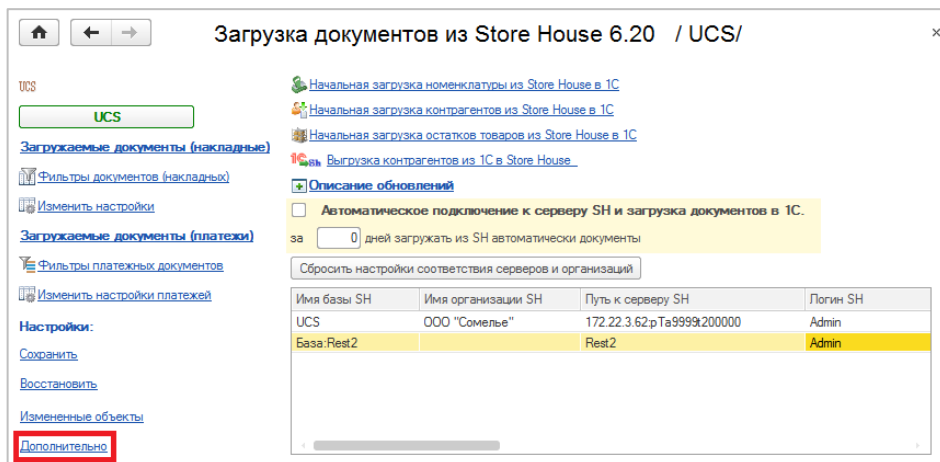 Загрузка документов из Store House 6.20 / UCS/
UCS
UCS
Загружаемые документы (накладные)
Фильтры документов (накладных)
Изменить настройки
Загружаемые документы (платежи)
Фильтры платежных документов
Изменить настройки платежей
Настройки:
Сохранить
Восстановить
Измененные объекты
Дополнительно
Начальная загрузка номенклатуры из Store House в 1С
Начальная загрузка контрагентов из Store House в 1С
Начальная загрузка остатков товаров из Store House в 1С
1С SH Выгрузка контрагентов из 1С в Store House
Описание обновлений
Автоматическое подключение к серверу SH и загрузка документов в 1С.
за 0 дней загружать из SH автоматически документы
Сбросить настройки соответствия серверов и организаций
Имя базы SH Имя организации SH Путь к серверу SH Логин SH
UCS ООО "Сомелье" 172.22.3.62:pTa9999t200000 Admin
База:Rest2 Rest2 Admin